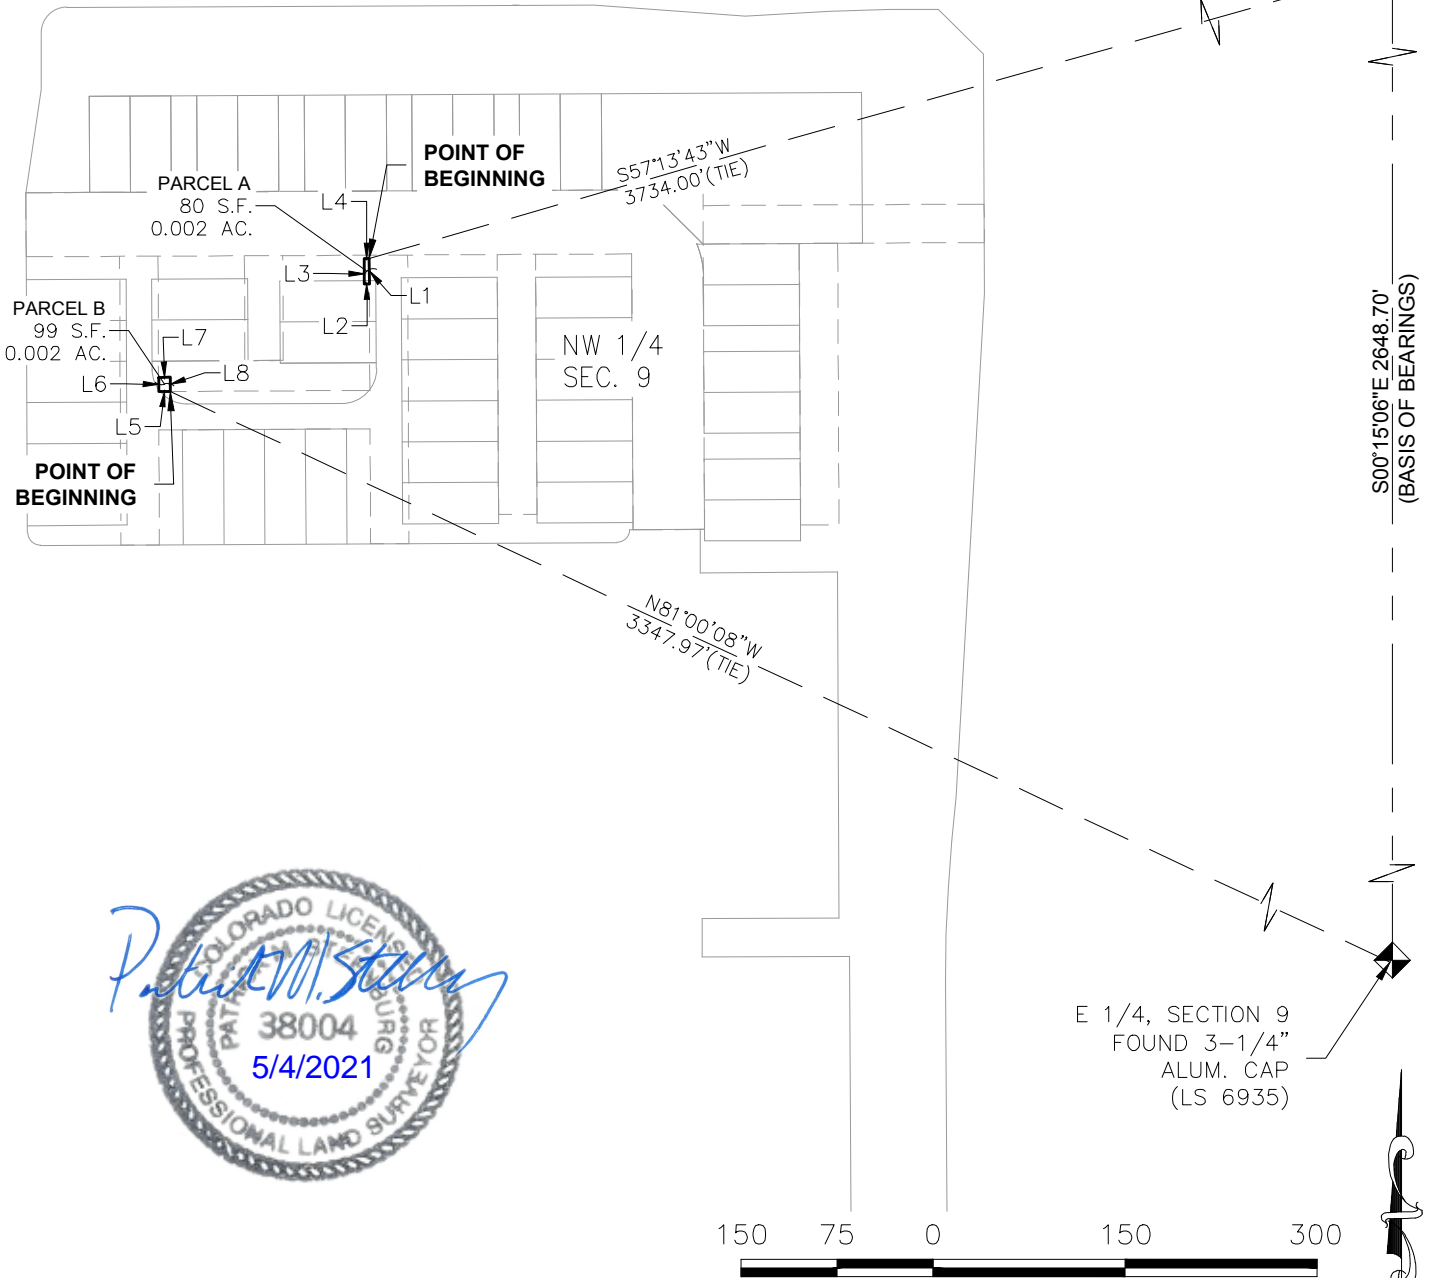 POINT OF
BEGINNING
S57°13'43"W
3734.00'(TIE)
PARCEL A
80 S.F.
0.002 AC.
L4
L3
L1
L2
PARCEL B
99 S.F.
0.002 AC.
L7
L6
L8
L5
NW 1/4
SEC. 9
POINT OF
BEGINNING
S00°15'06"E 2648.70'
(BASIS OF BEARINGS)
N81°00'08"W
3347.97'(TIE)
COLORADO LICENSED
PROFESSIONAL LAND SURVEYOR
38004
5/4/2021
E 1/4, SECTION 9
FOUND 3-1/4"
ALUM. CAP
(LS 6935)
150 75 0 150 300